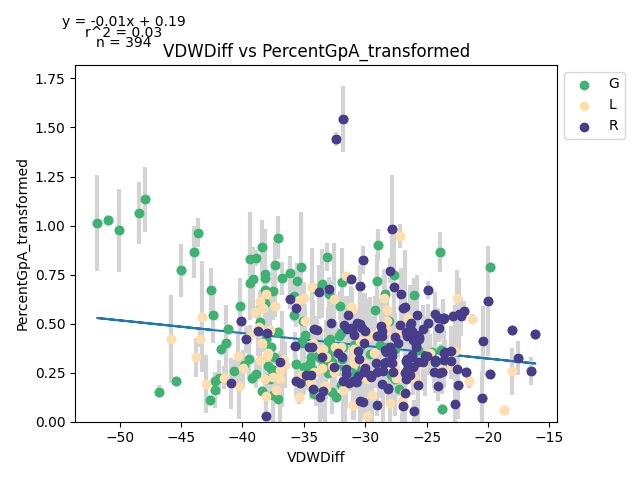 y = -0.01x + 0.19
r^2 = 0.03
n = 394
VDWDiff vs PercentGpA_transformed
G
L
R
PercentGpA_transformed
1.75
1.50
1.25
1.00
0.75
0.50
0.25
0.00
−50 −45 −40 −35 −30 −25 −20 −15
VDWDiff